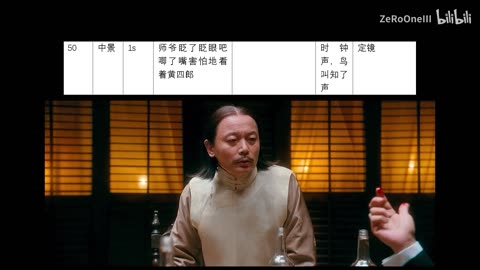 ZeRoOneIII bilibili
50 中景 1s 师爷眨了眨眼吧 时钟 定镜
唧了嘴害怕地看 声，鸟
着黄四郎 叫知了
声